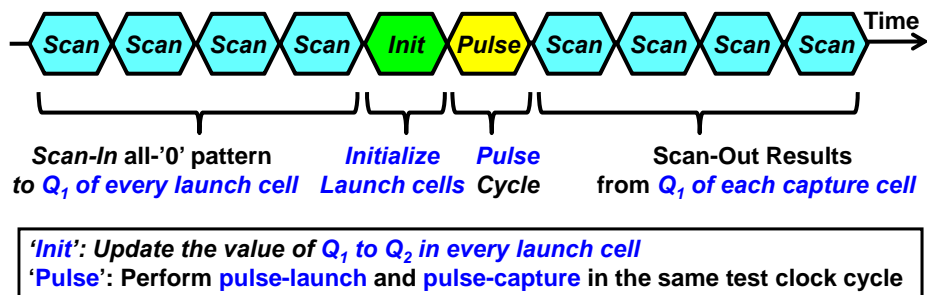 Time
Scan Scan Scan Scan Init Pulse Scan Scan Scan Scan
Scan-In all-'0' pattern
to Q1 of every launch cell
Initialize
Launch cells
Pulse
Cycle
Scan-Out Results
from Q1 of each capture cell
'Init': Update the value of Q1 to Q2 in every launch cell
'Pulse': Perform pulse-launch and pulse-capture in the same test clock cycle